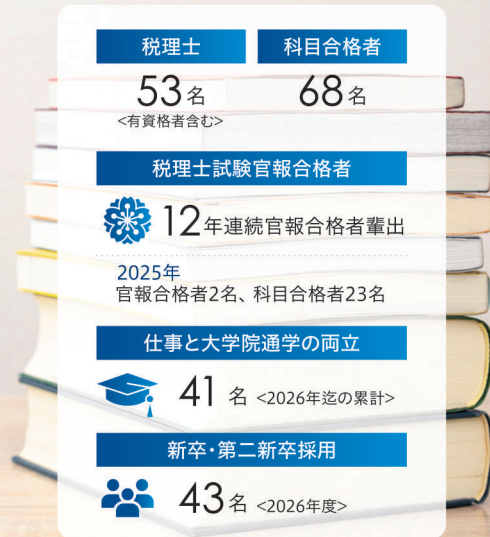 税理士 科目合格者
53名 68名
<有資格者含む>
税理士試験官報合格者
12年連続官報合格者輩出
2025年
官報合格者2名、科目合格者23名
仕事と大学院通学の両立
41 名 <2026年迄の累計>
新卒・第二新卒採用
43名 <2026年度>